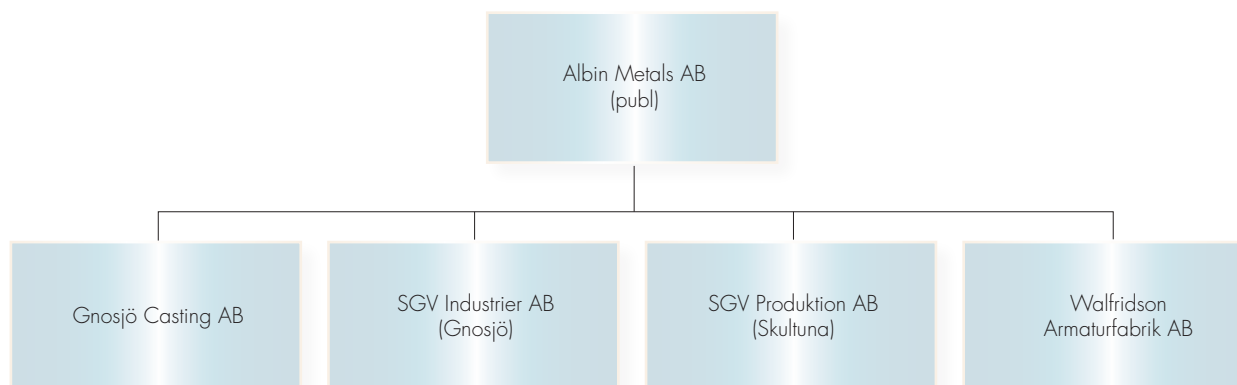 Albin Metals AB
(publ)
Gnosjö Casting AB
SGV Industrier AB
(Gnosjö)
SGV Produktion AB
(Skultuna)
Walfridson
Armaturfabrik AB